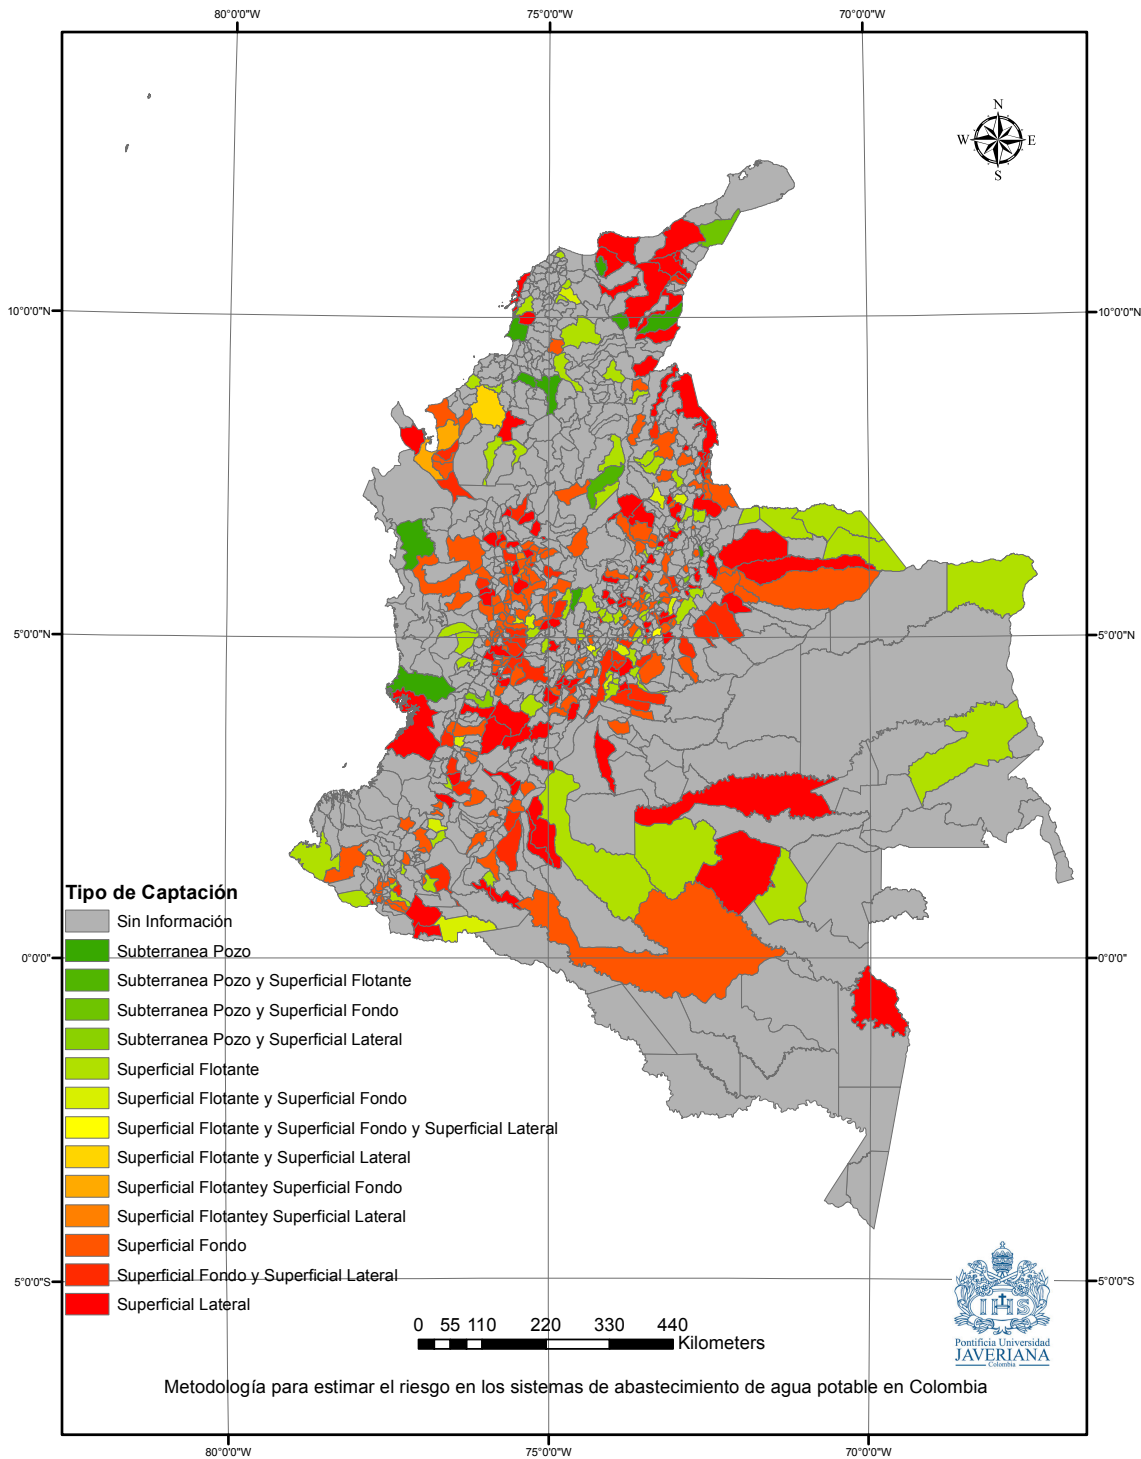 80°0'0"W 75°0'0"W 70°0'0"W
N
W E
S
10°0'0"N 10°0'0"N
5°0'0"N 5°0'0"N
Tipo de Captación
Sin Información
Subterranea Pozo
0°0'0" 0°0'0"
Subterranea Pozo y Superficial Flotante
Subterranea Pozo y Superficial Fondo
Subterranea Pozo y Superficial Lateral
Superficial Flotante
Superficial Flotante y Superficial Fondo
Superficial Flotante y Superficial Fondo y Superficial Lateral
Superficial Flotante y Superficial Lateral
Superficial Flotantey Superficial Fondo
Superficial Flotantey Superficial Lateral
Superficial Fondo
Superficial Fondo y Superficial Lateral
5°0'0"S 5°0'0"S
Superficial Lateral
IHS
Pontificia Universidad
JAVERIANA
Colombia
0 55 110 220 330 440
Kilometers
Metodología para estimar el riesgo en los sistemas de abastecimiento de agua potable en Colombia
80°0'0"W 75°0'0"W 70°0'0"W